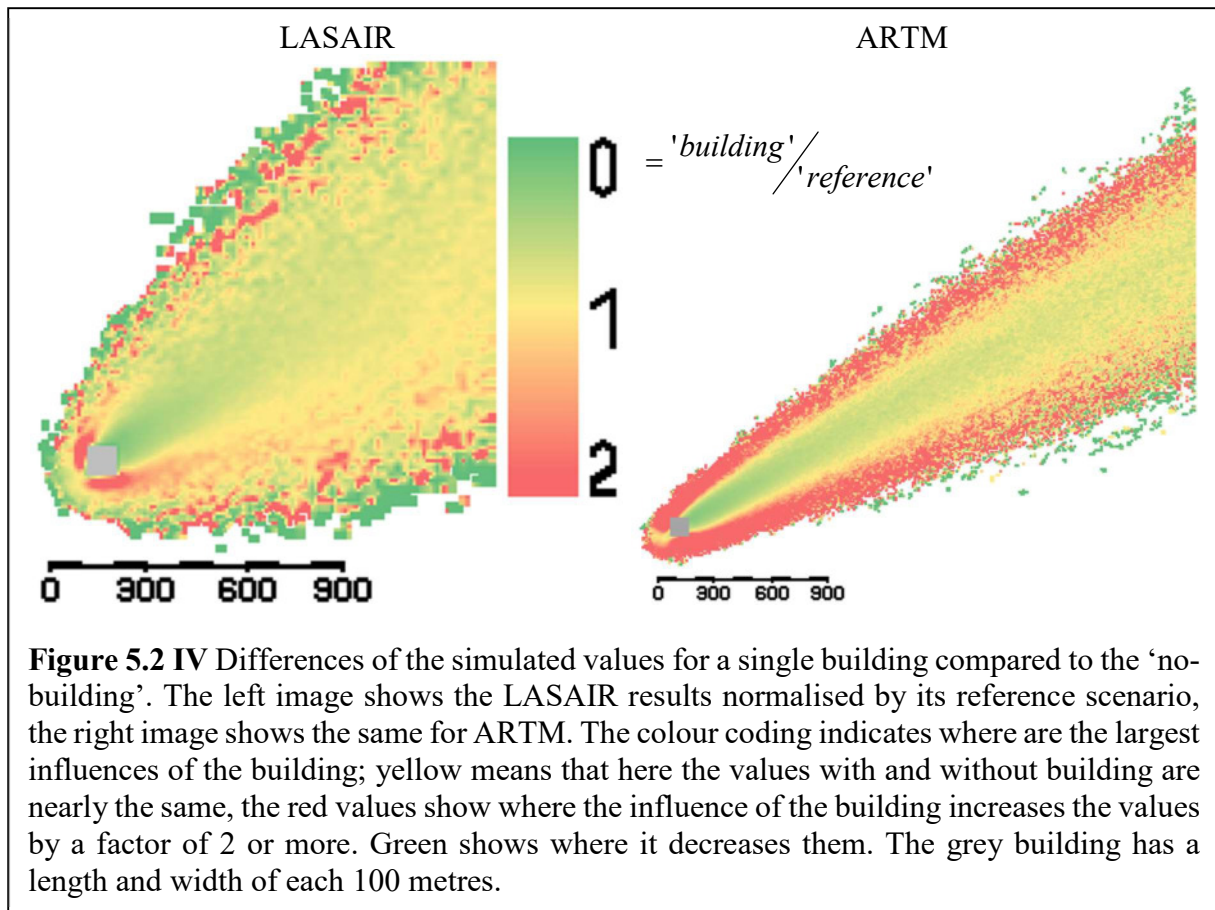 LASAIR
ARTM
0
1
2
= 'building' / 'reference'
0 300 600 900
0 300 600 900
Figure 5.2 IV Differences of the simulated values for a single building compared to the ‘no-
building’. The left image shows the LASAIR results normalised by its reference scenario,
the right image shows the same for ARTM. The colour coding indicates where are the largest
influences of the building; yellow means that here the values with and without building are
nearly the same, the red values show where the influence of the building increases the values
by a factor of 2 or more. Green shows where it decreases them. The grey building has a
length and width of each 100 metres.